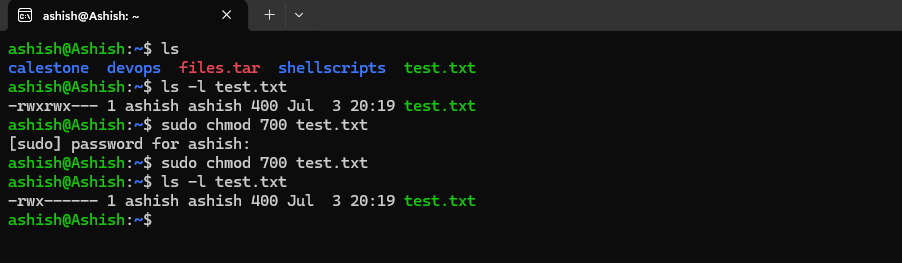 ashish@Ashish: ~
ashish@Ashish:~$ ls
calestone  devops  files.tar  shellscripts  test.txt
ashish@Ashish:~$ ls -l test.txt
-rwxrwx--- 1 ashish ashish 400 Jul  3 20:19 test.txt
ashish@Ashish:~$ sudo chmod 700 test.txt
[sudo] password for ashish:
ashish@Ashish:~$ sudo chmod 700 test.txt
ashish@Ashish:~$ ls -l test.txt
-rwx------ 1 ashish ashish 400 Jul  3 20:19 test.txt
ashish@Ashish:~$